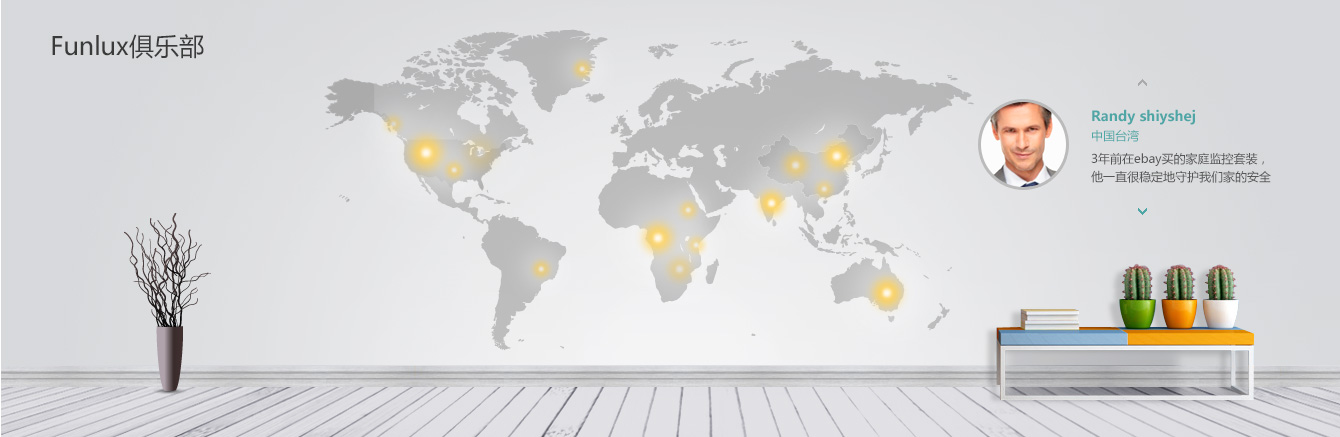 Funlux俱乐部
Randy shiyshej
中国台湾
3年前在ebay买的家庭监控套装，
他一直很稳定地守护我们家的安全